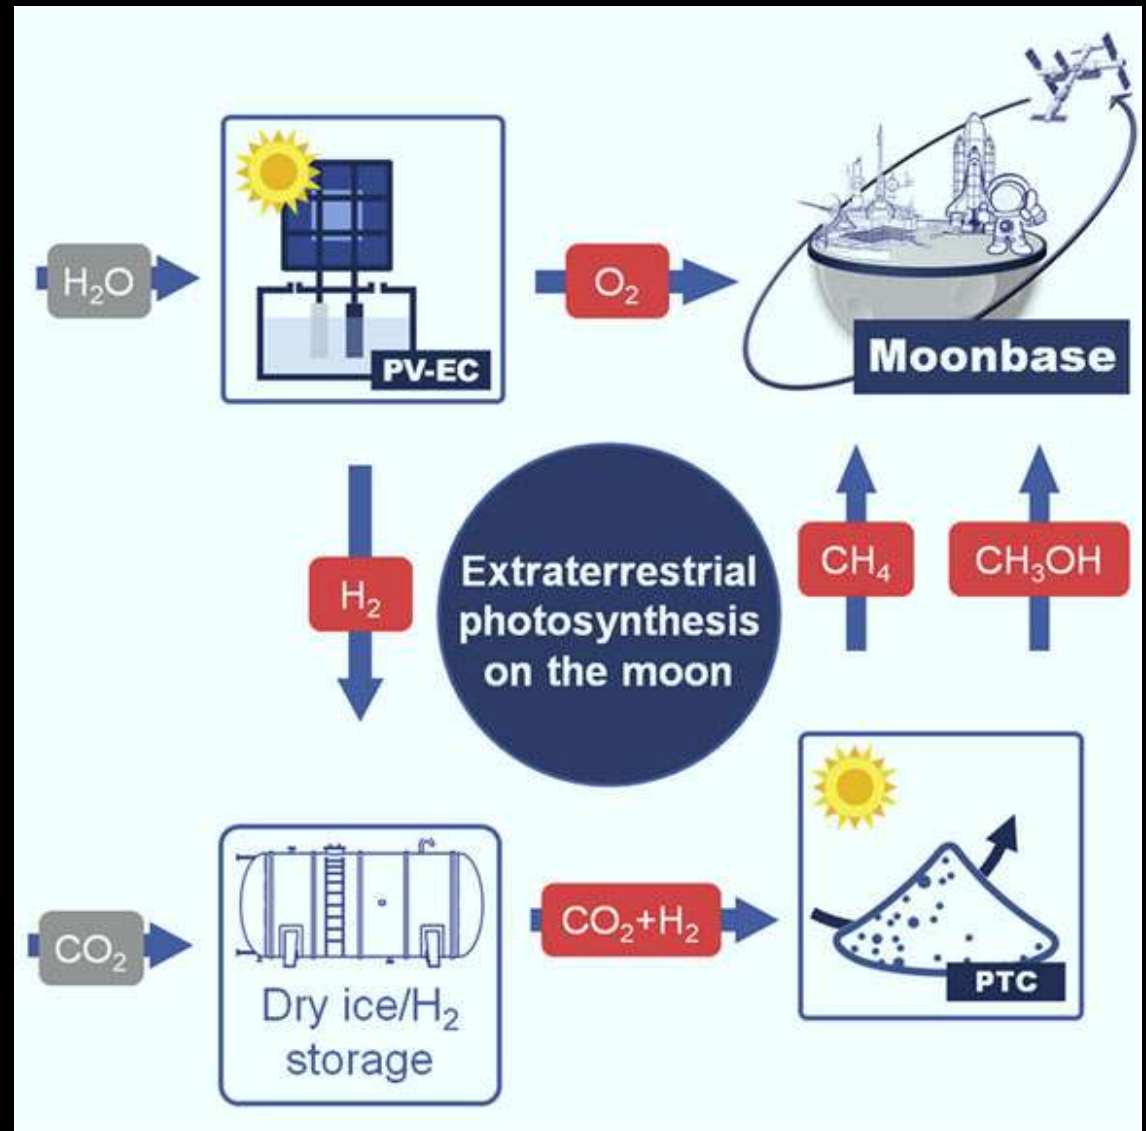 H₂O
PV-EC
O₂
Moonbase
H₂
Extraterrestrial
photosynthesis
on the moon
CH₄
CH₃OH
CO₂
Dry ice/H₂
storage
CO₂+H₂
PTC